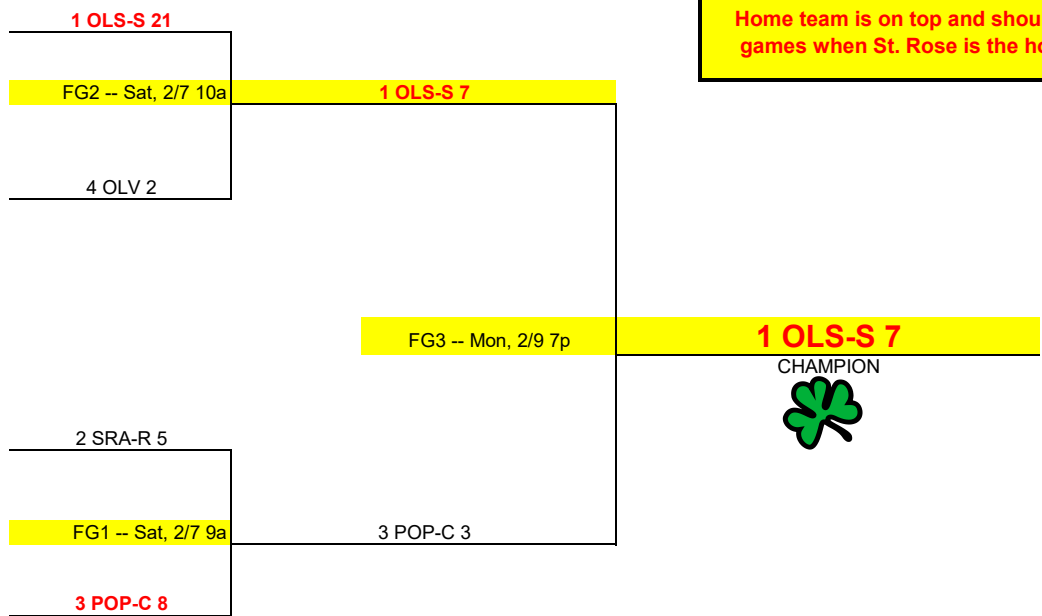 1 OLS-S 21
Home team is on top and shou
games when St. Rose is the h
FG2 -- Sat, 2/7 10a
1 OLS-S 7
4 OLV 2
FG3 -- Mon, 2/9 7p
1 OLS-S 7
CHAMPION
2 SRA-R 5
FG1 -- Sat, 2/7 9a
3 POP-C 3
3 POP-C 8